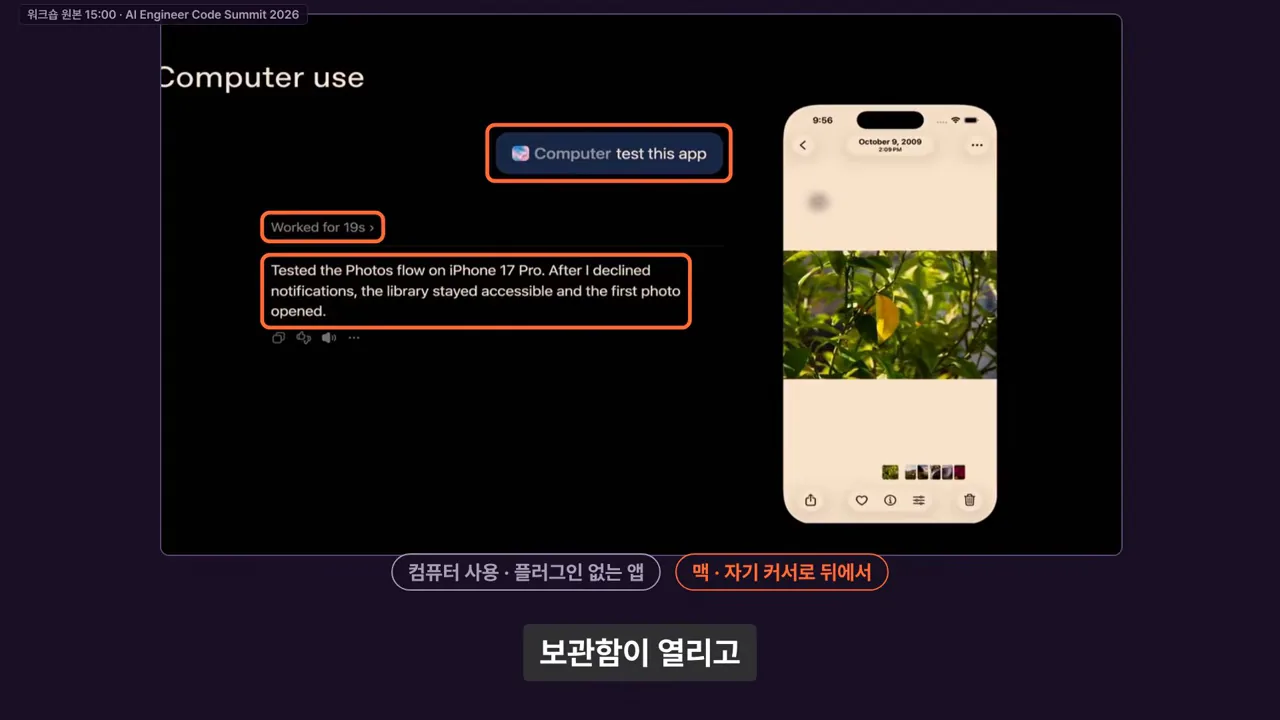 워크숍 원본 15:00 · AI Engineer Code Summit 2026
Computer use
Computer test this app
Worked for 19s ›
Tested the Photos flow on iPhone 17 Pro. After I declined
notifications, the library stayed accessible and the first photo
opened.
9:56
October 9, 2009
2:09 PM
컴퓨터 사용 · 플러그인 없는 앱
맥 · 자기 커서로 뒤에서
보관함이 열리고